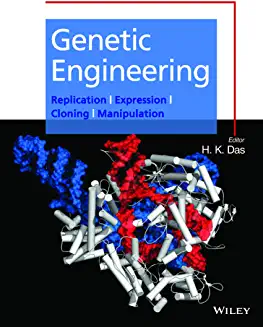 Genetic
Engineering
Replication | Expression |
Cloning | Manipulation
Editor
H. K. Das
WILEY